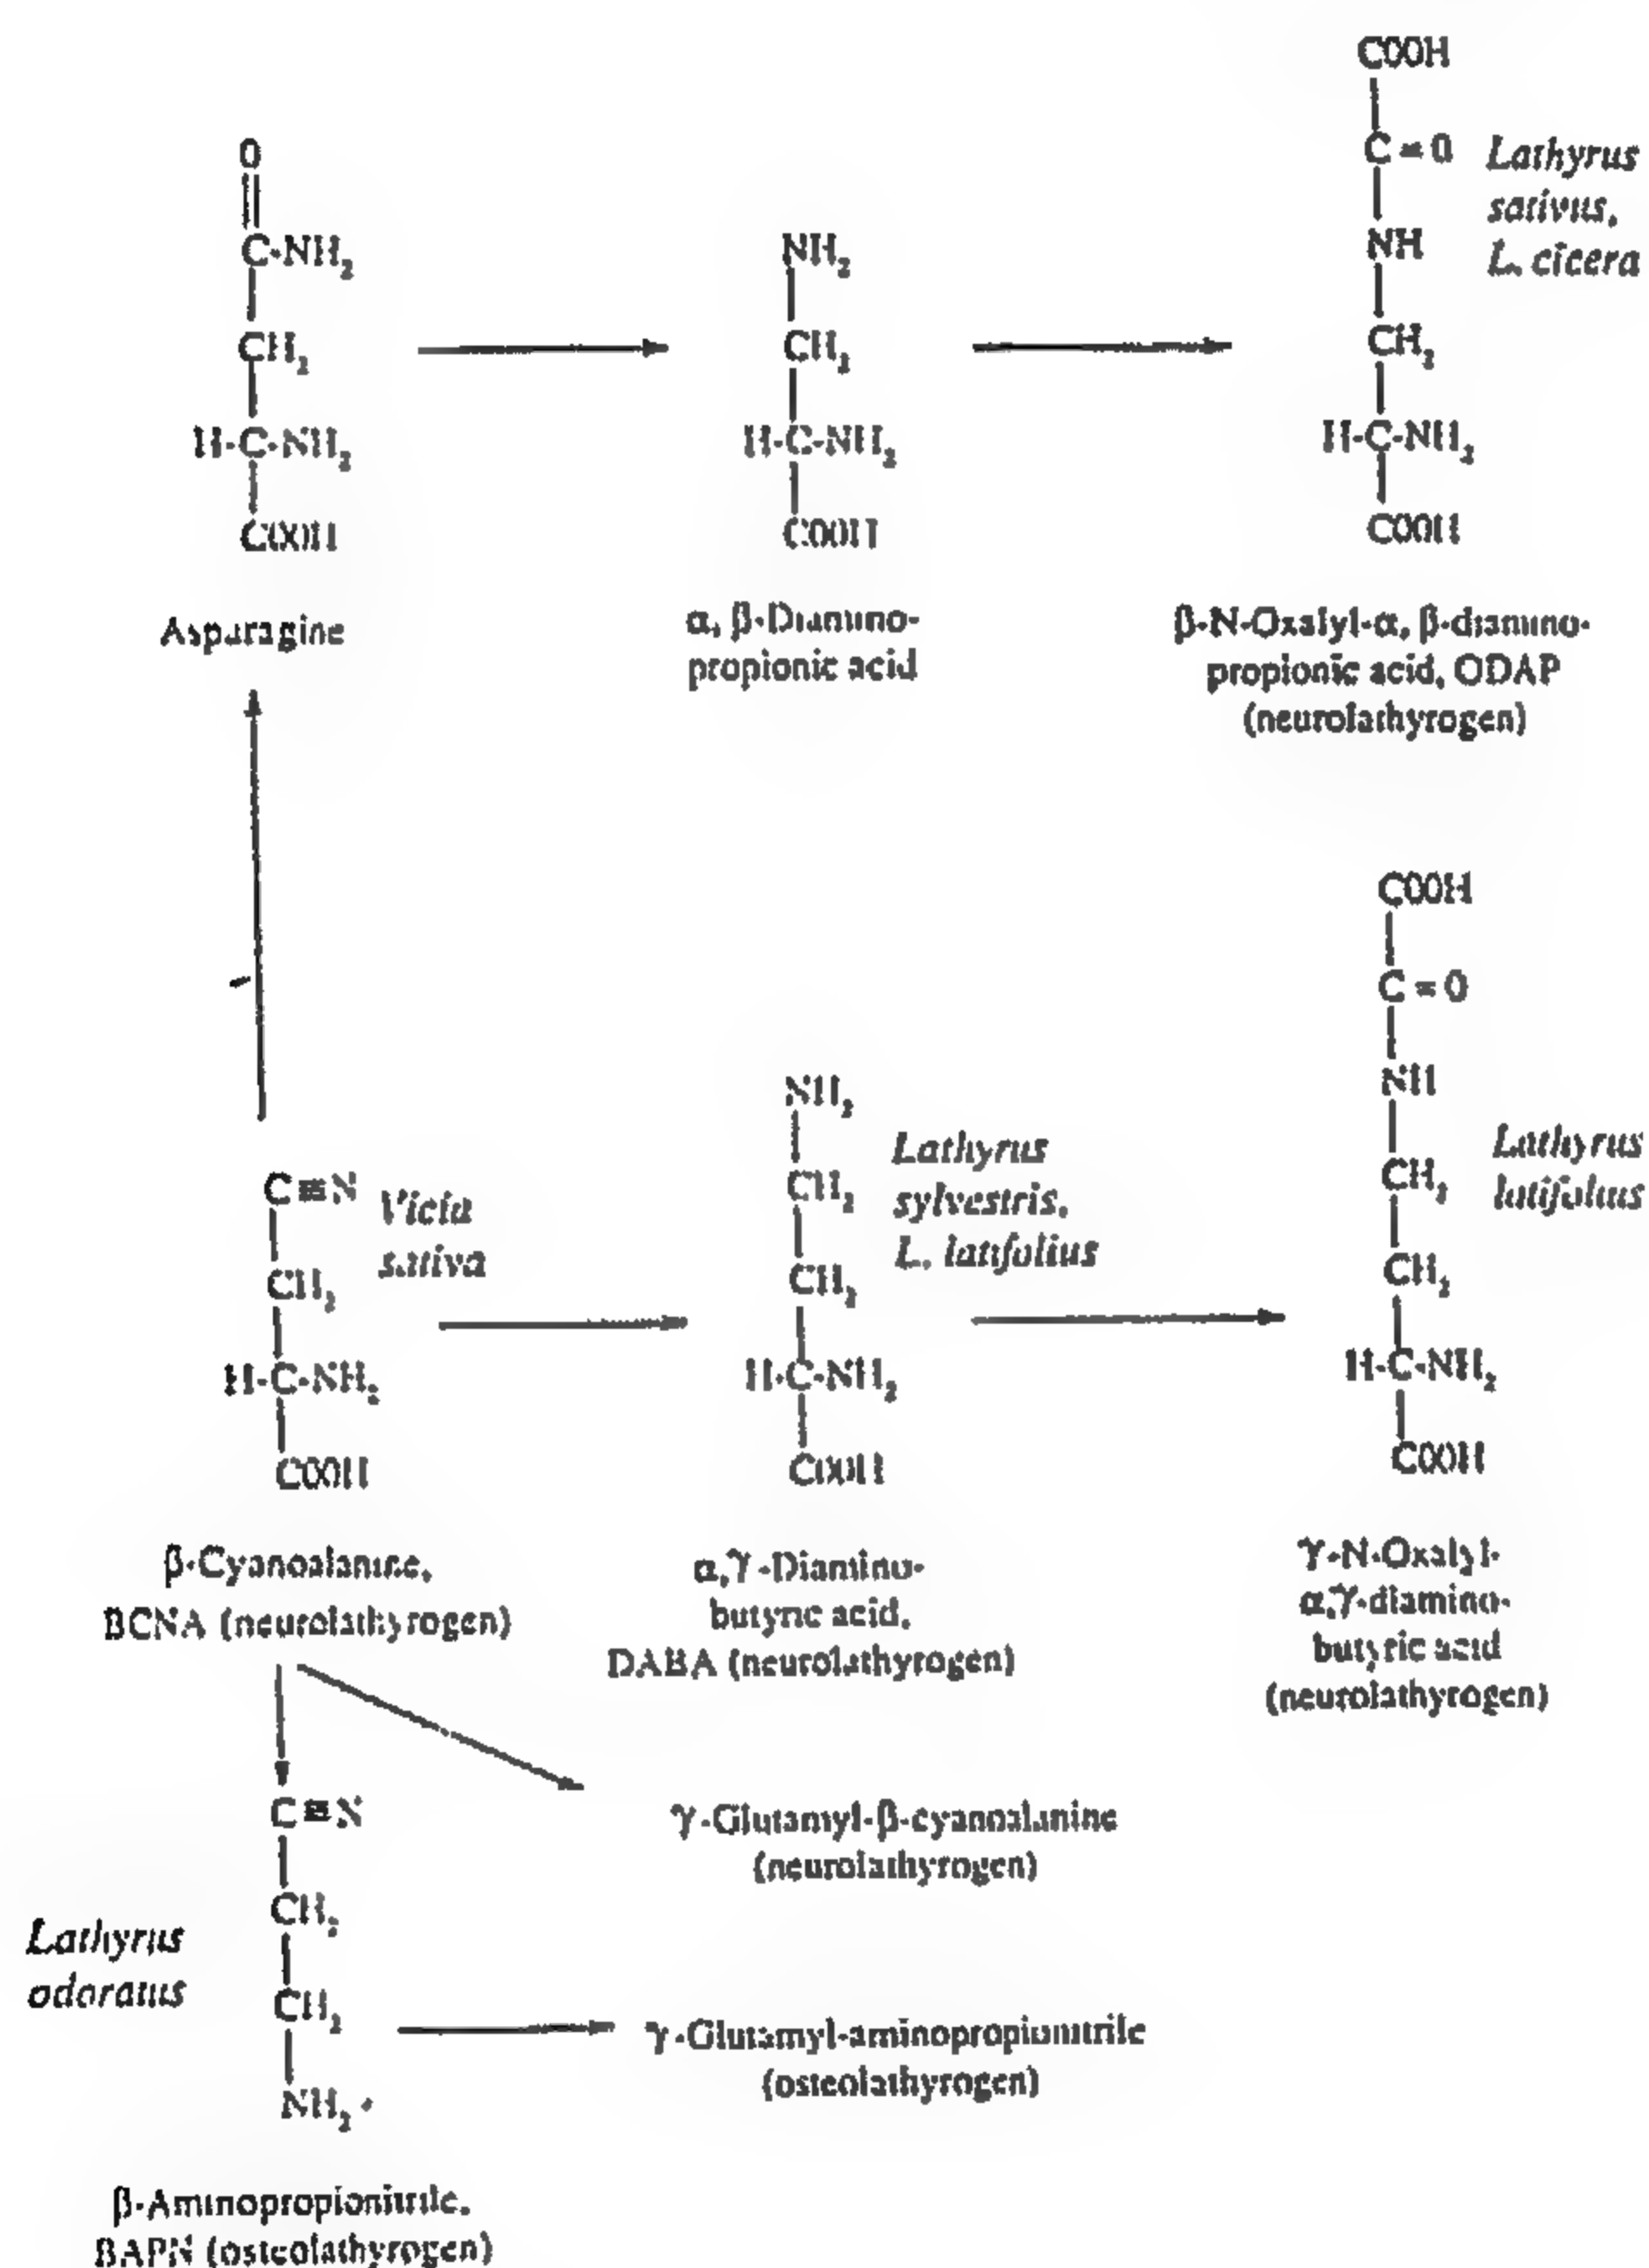 O
C-NH₂
CH₂
H-C-NH₂
COOH
Asparagine
NH₂
CH₂
H-C-NH₂
COOH
α, β-Diamino-
propionic acid
COOH
C=O
NH
CH₂
H-C-NH₂
COOH
Lathyrus
sativus,
L. cicera
β-N-Oxalyl-α, β-diamino-
propionic acid, ODAP
(neurolathyrogen)
C≡N
CH₂
H-C-NH₂
COOH
Vicia
sativa
β-Cyanoalanine,
BCNA (neurolathyrogen)
NH₂
CH₂
CH₂
H-C-NH₂
COOH
Lathyrus
sylvestris,
L. latifolius
α,γ-Diamino-
butyric acid,
DABA (neurolathyrogen)
COOH
C=O
NH
CH₂
CH₂
H-C-NH₂
COOH
Lathyrus
latifolius
γ-N-Oxalyl-
α,γ-diamino-
butyric acid
(neurolathyrogen)
γ-Glutamyl-β-cyanoalanine
(neurolathyrogen)
C≡N
CH₂
CH₂
NH₂
Lathyrus
odoratus
γ-Glutamyl-aminopropionitrile
(osteolathyrogen)
β-Aminopropionitrile,
BAPN (osteolathyrogen)